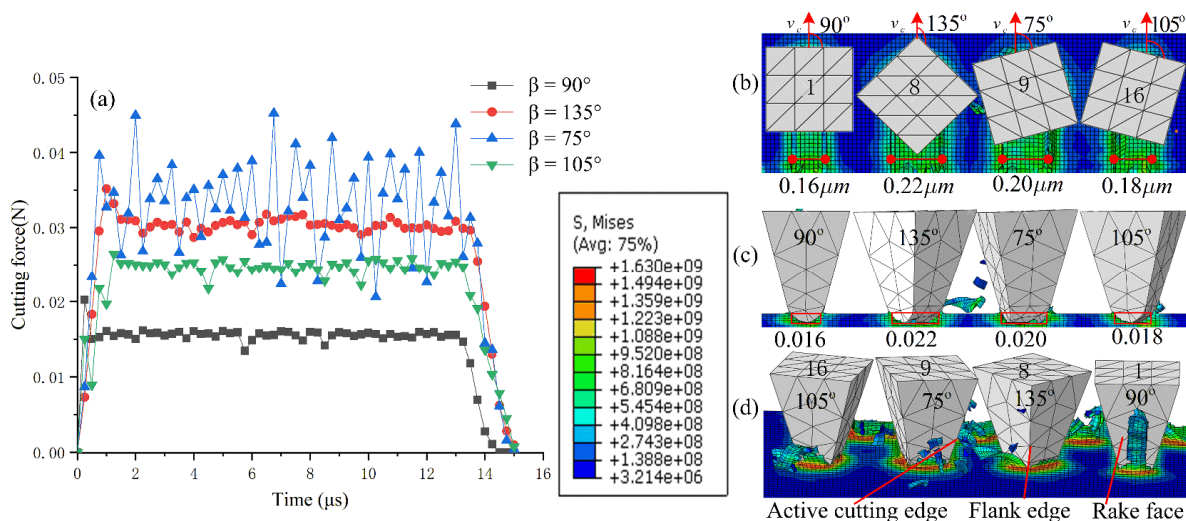 (a)
β = 90°
β = 135°
β = 75°
β = 105°
Cutting force(N)
0.05
0.04
0.03
0.02
0.01
0.00
0 2 4 6 8 10 12 14 16
Time (μs)
S, Mises
(Avg: 75%)
+1.630e+09
+1.494e+09
+1.359e+09
+1.223e+09
+1.088e+09
+9.520e+08
+8.164e+08
+6.809e+08
+5.454e+08
+4.098e+08
+2.743e+08
+1.388e+08
+3.214e+06
v_c 90° v_c 135° v_c 75° v_c 105°
(b)
1 8 9 16
0.16μm 0.22μm 0.20μm 0.18μm
90° 135° 75° 105°
(c)
0.016 0.022 0.020 0.018
16 9 8 1
105° 75° 135° 90°
(d)
Active cutting edge Flank edge Rake face